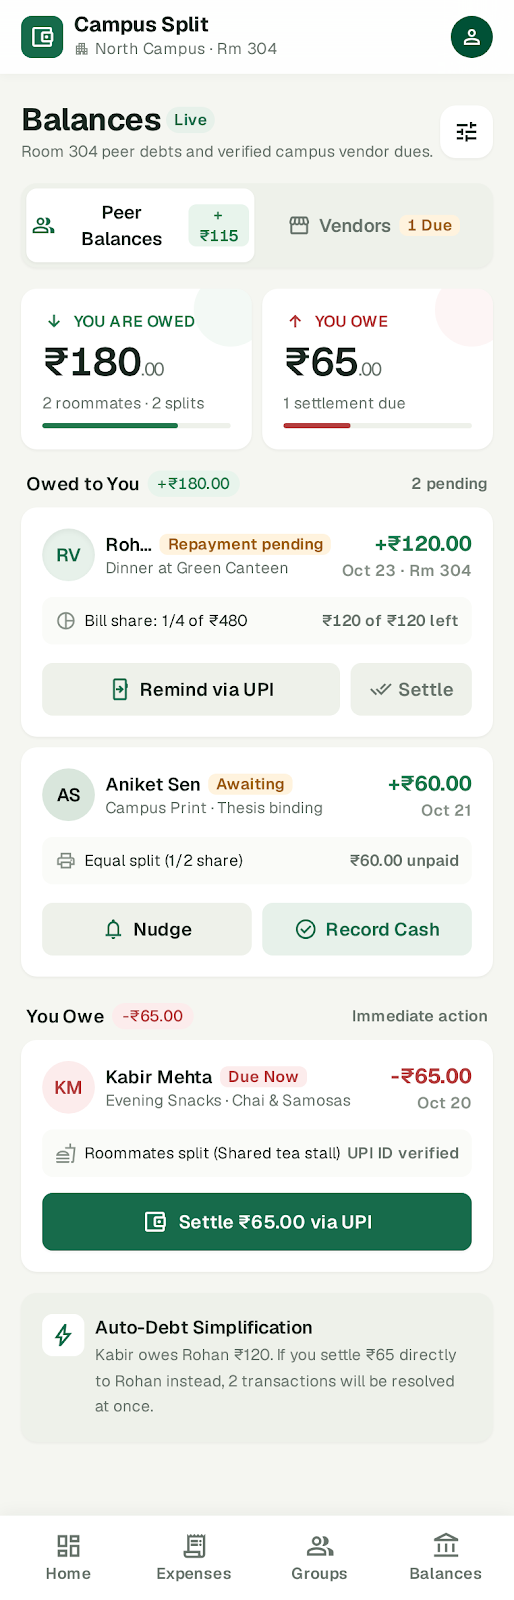 Campus Split
North Campus · Rm 304
Balances Live
Room 304 peer debts and verified campus vendor dues.
Peer
Balances
+
₹115
Vendors 1 Due
YOU ARE OWED
₹180.00
2 roommates · 2 splits
YOU OWE
₹65.00
1 settlement due
Owed to You +₹180.00 2 pending
RV
Roh... Repayment pending +₹120.00
Dinner at Green Canteen Oct 23 · Rm 304
Bill share: 1/4 of ₹480 ₹120 of ₹120 left
Remind via UPI Settle
AS
Aniket Sen Awaiting +₹60.00
Campus Print · Thesis binding Oct 21
Equal split (1/2 share) ₹60.00 unpaid
Nudge Record Cash
You Owe -₹65.00 Immediate action
KM
Kabir Mehta Due Now -₹65.00
Evening Snacks · Chai & Samosas Oct 20
Roommates split (Shared tea stall) UPI ID verified
Settle ₹65.00 via UPI
Auto-Debt Simplification
Kabir owes Rohan ₹120. If you settle ₹65 directly
to Rohan instead, 2 transactions will be resolved
at once.
Home Expenses Groups Balances